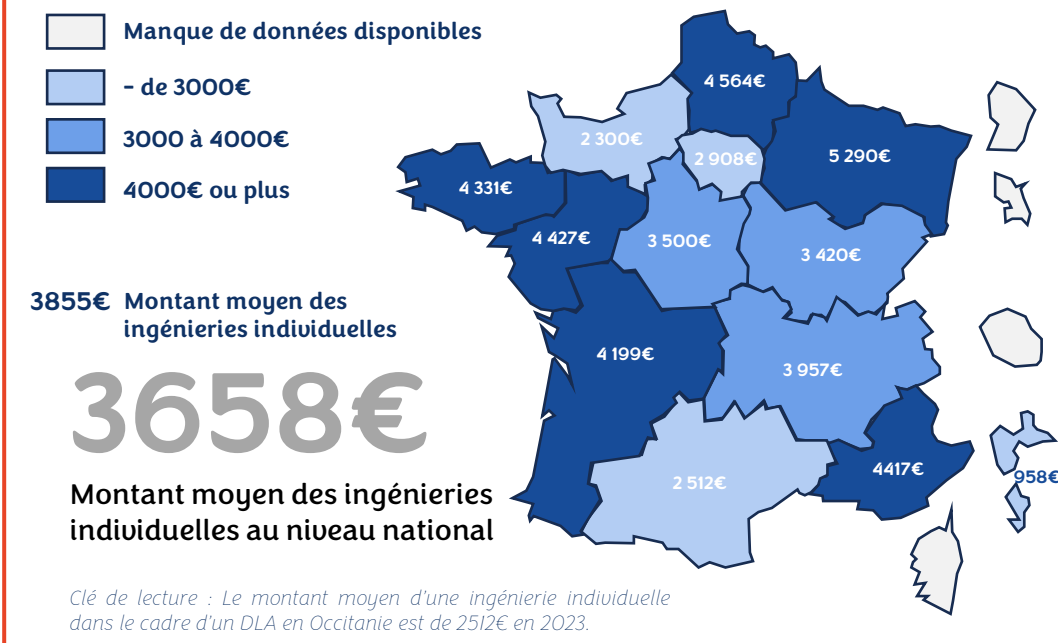 Manque de données disponibles
- de 3000€
3000 à 4000€
4000€ ou plus
4 564€
2 300€
2 908€
5 290€
4 331€
4 427€
3 500€
3 420€
3855€ Montant moyen des
ingénieries individuelles
4 199€
3 957€
3658€
4417€
2 512€
958€
Montant moyen des ingénieries
individuelles au niveau national
Clé de lecture : Le montant moyen d'une ingénierie individuelle
dans le cadre d'un DLA en Occitanie est de 2512€ en 2023.